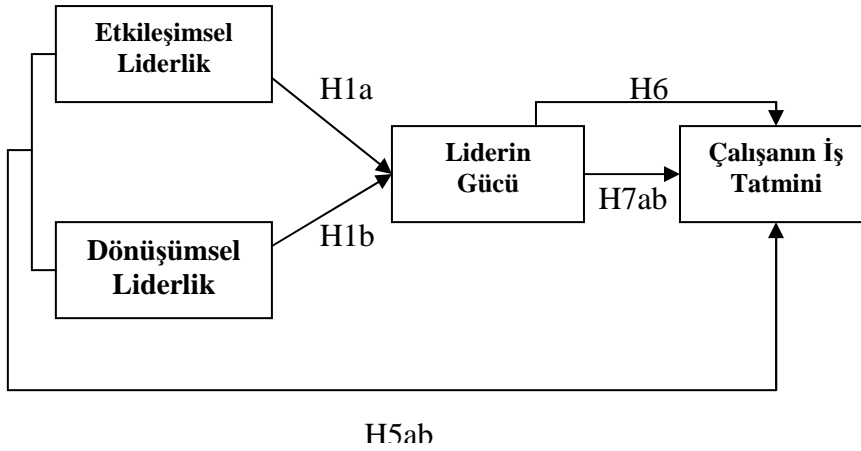 Etkileşimsel
Liderlik
H1a
H6
Liderin
Gücü
Çalışanın İş
Tatmini
H7ab
H1b
Dönüşümsel
Liderlik
H5ab